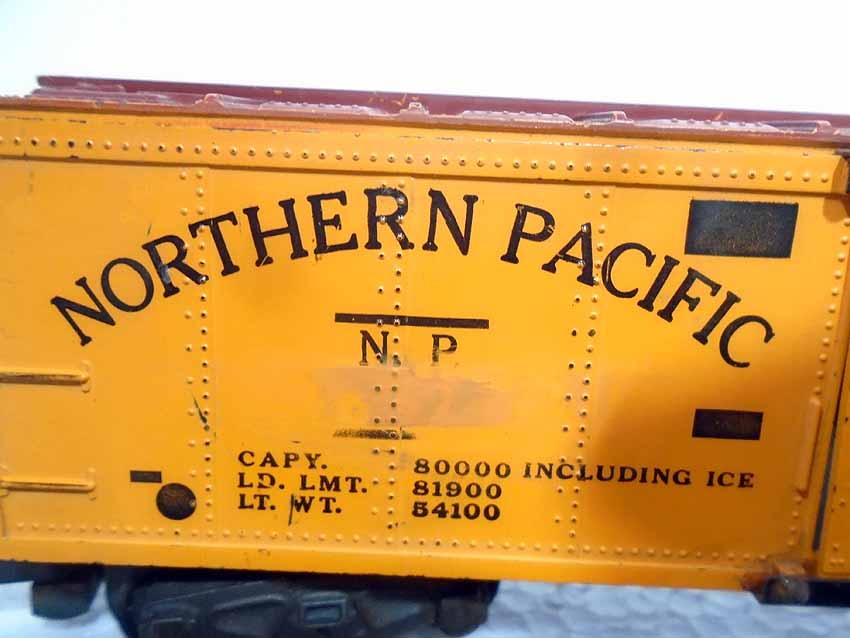 NORTHERN PACIFIC
N. P.
CAPY. 80000 INCLUDING ICE
LD. LMT. 81900
LT. WT. 54100